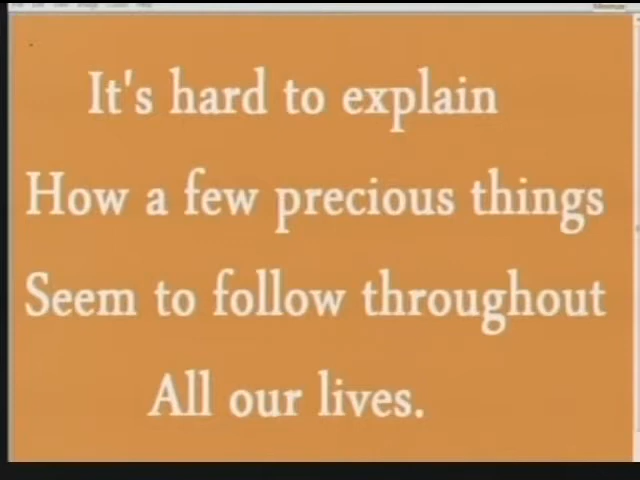 It's hard to explain
How a few precious things
Seem to follow throughout
All our lives.